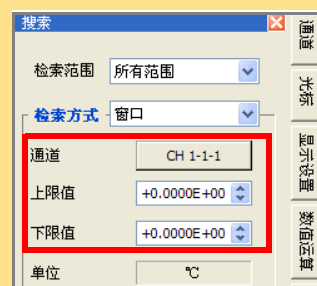 搜索
检索范围 所有范围
检索方式 窗口
通道 CH 1-1-1
上限值 +0.0000E+00
下限值 +0.0000E+00
单位 ℃
通道
光标
显示设置
数值运算